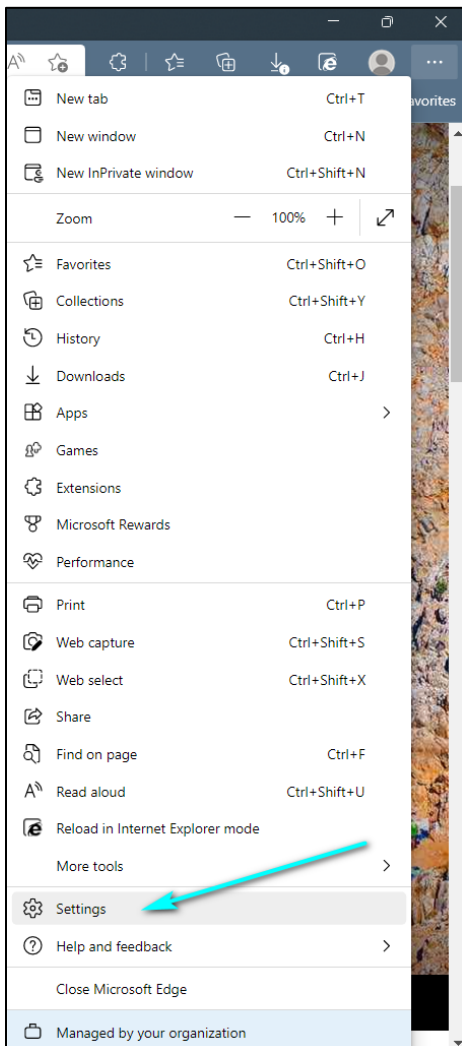 avorites
New tab Ctrl+T
New window Ctrl+N
New InPrivate window Ctrl+Shift+N
Zoom 100%
Favorites Ctrl+Shift+O
Collections Ctrl+Shift+Y
History Ctrl+H
Downloads Ctrl+J
Apps
Games
Extensions
Microsoft Rewards
Performance
Print Ctrl+P
Web capture Ctrl+Shift+S
Web select Ctrl+Shift+X
Share
Find on page Ctrl+F
Read aloud Ctrl+Shift+U
Reload in Internet Explorer mode
More tools
Settings
Help and feedback
Close Microsoft Edge
Managed by your organization